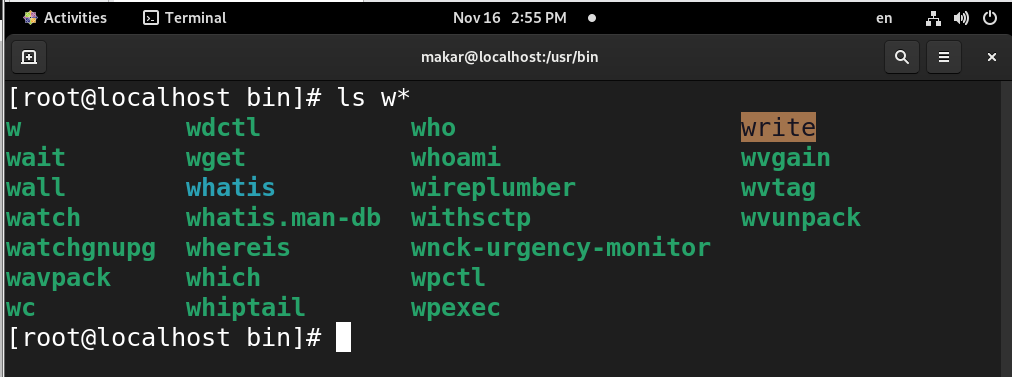 Activities Terminal Nov 16 2:55 PM en
makar@localhost:/usr/bin
[root@localhost bin]# ls w*
w wdctl who write
wait wget whoami wvgain
wall whatis wireplumber wvtag
watch whatis.man-db withsctp wvunpack
watchgnupg whereis wnck-urgency-monitor
wavpack which wpctl
wc whiptail wpexec
[root@localhost bin]#